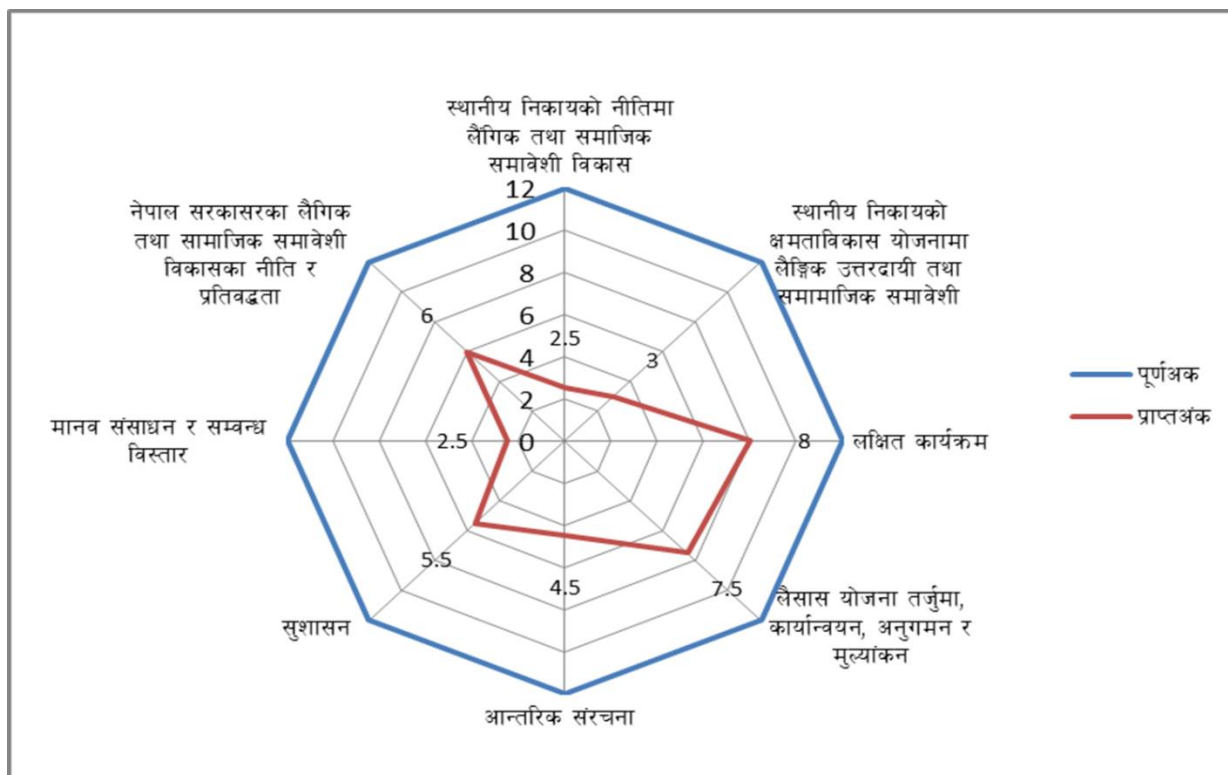 स्थानीय निकायको नीतिमा
लैंगिक तथा समाजिक
समावेशी विकास
स्थानीय निकायको
क्षमताविकास योजनामा
लैङ्गिक उत्तरदायी तथा
समामाजिक समावेशी
लक्षित कार्यक्रम
लैसास योजना तर्जुमा,
कार्यान्वयन, अनुगमन र
मुल्यांकन
आन्तरिक संरचना
सुशासन
मानव संसाधन र सम्वन्ध
विस्तार
नेपाल सरकासरका लैगिक
तथा सामाजिक समावेशी
विकासका नीति र
प्रतिवद्धता
12
10
8
6
4
2
0
2.5
3
8
7.5
4.5
5.5
2.5
6
पूर्णअक
प्राप्तअंक